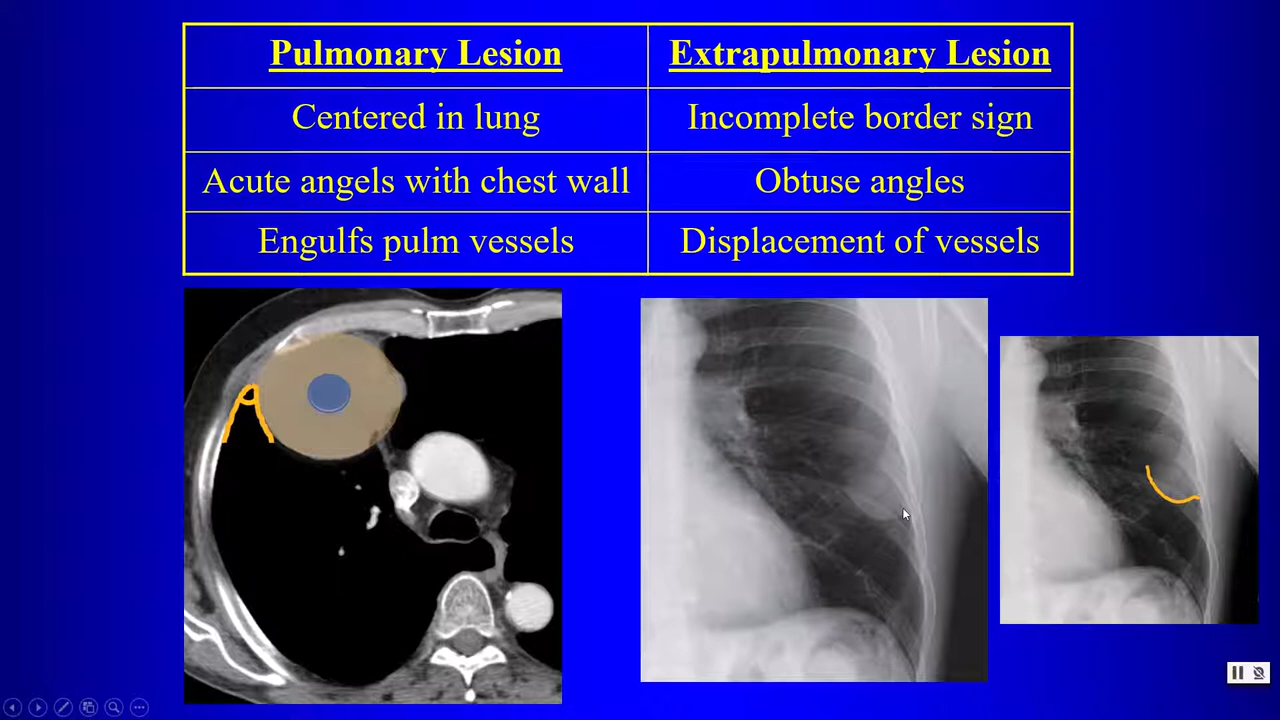 Pulmonary Lesion
Extrapulmonary Lesion
Centered in lung
Incomplete border sign
Acute angels with chest wall
Obtuse angles
Engulfs pulm vessels
Displacement of vessels